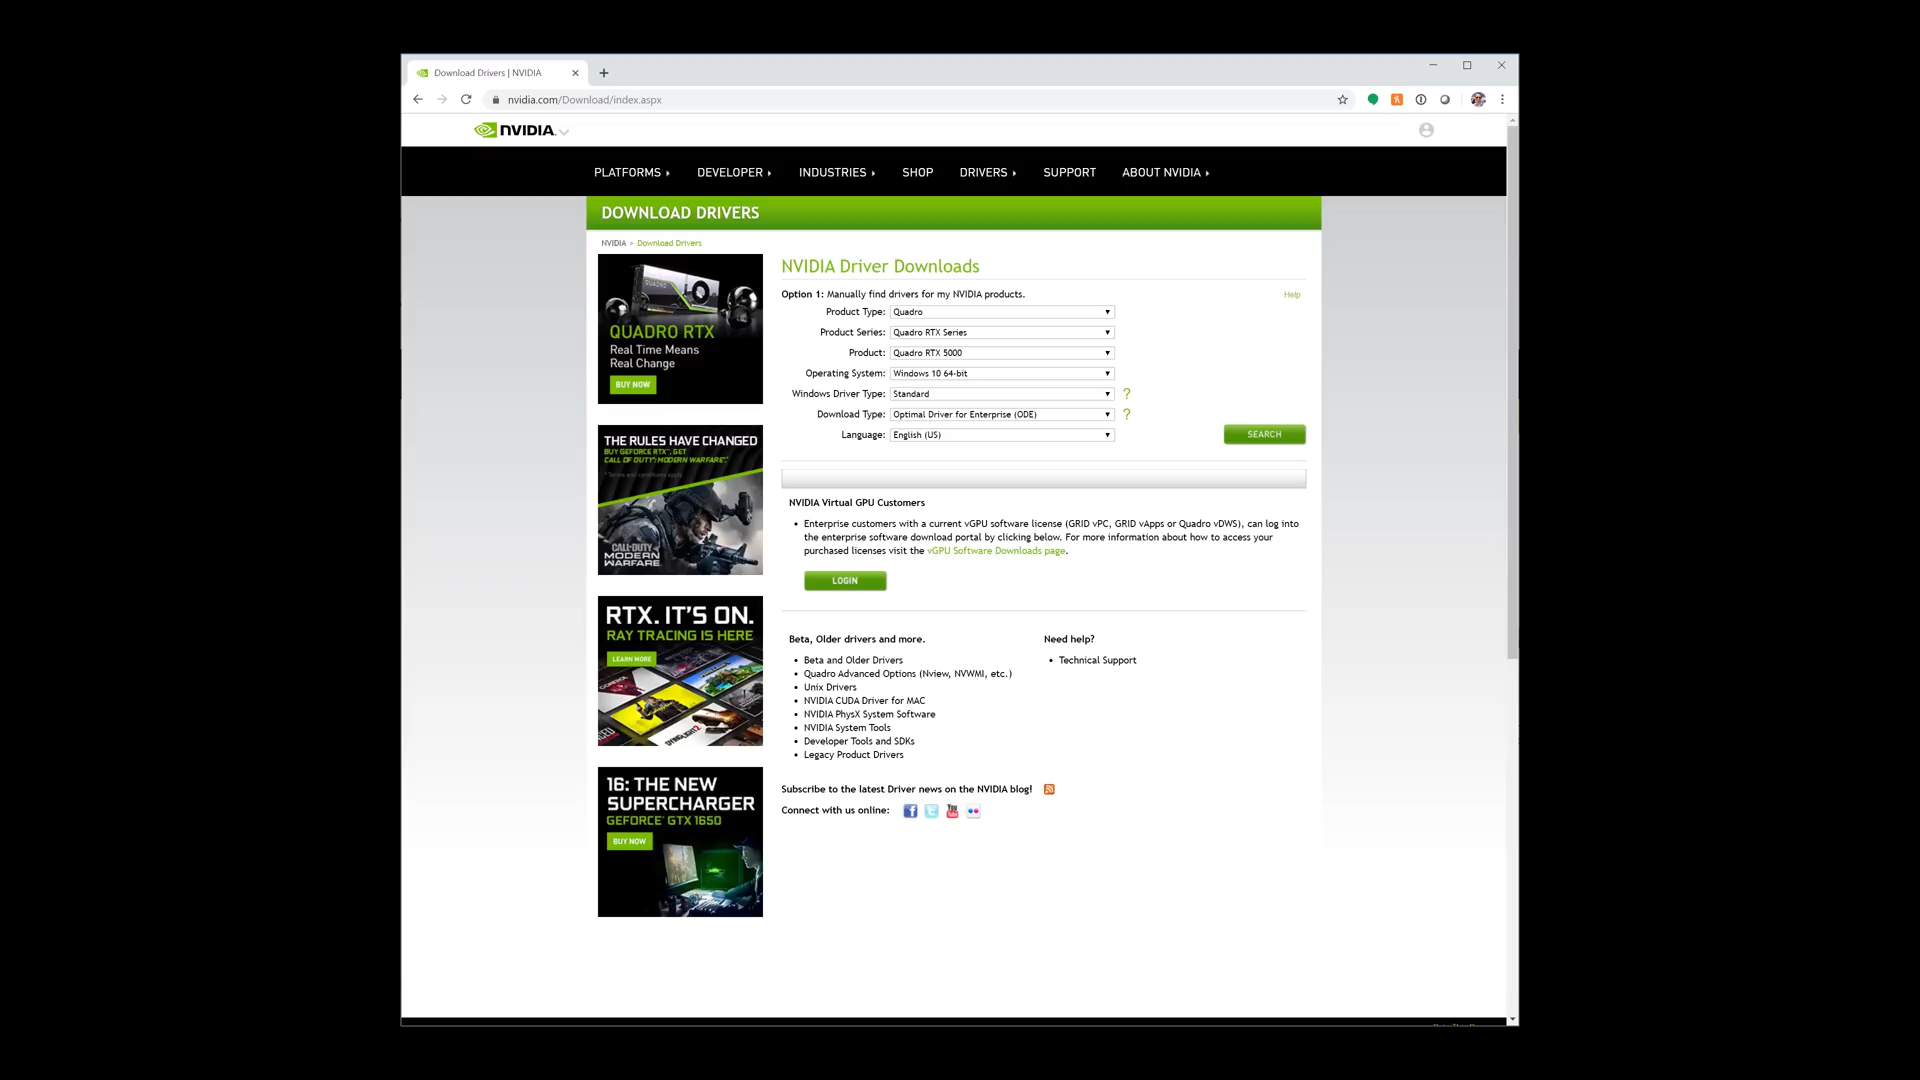 Download Drivers | NVIDIA
nvidia.com/Download/index.aspx
NVIDIA.
PLATFORMS DEVELOPER INDUSTRIES SHOP DRIVERS SUPPORT ABOUT NVIDIA
DOWNLOAD DRIVERS
NVIDIA > Download Drivers
QUADRO RTX
Real Time Means
Real Change
BUY NOW
THE RULES HAVE CHANGED
BUY GEFORCE RTX, GET
CALL OF DUTY: MODERN WARFARE.*
*Terms and conditions apply
CALL OF DUTY
MODERN
WARFARE
RTX. IT'S ON.
RAY TRACING IS HERE
LEARN MORE
DYING LIGHT 2
16: THE NEW
SUPERCHARGER
GEFORCE GTX 1650
BUY NOW
NVIDIA Driver Downloads
Option 1: Manually find drivers for my NVIDIA products.
Help
Product Type: Quadro
Product Series: Quadro RTX Series
Product: Quadro RTX 5000
Operating System: Windows 10 64-bit
Windows Driver Type: Standard ?
Download Type: Optimal Driver for Enterprise (ODE) ?
Language: English (US)
SEARCH
NVIDIA Virtual GPU Customers
• Enterprise customers with a current vGPU software license (GRID vPC, GRID vApps or Quadro vDWS), can log into
the enterprise software download portal by clicking below. For more information about how to access your
purchased licenses visit the vGPU Software Downloads page.
LOGIN
Beta, Older drivers and more.
• Beta and Older Drivers
• Quadro Advanced Options (Nview, NVWMI, etc.)
• Unix Drivers
• NVIDIA CUDA Driver for MAC
• NVIDIA PhysX System Software
• NVIDIA System Tools
• Developer Tools and SDKs
• Legacy Product Drivers
Need help?
• Technical Support
Subscribe to the latest Driver news on the NVIDIA blog!
Connect with us online: